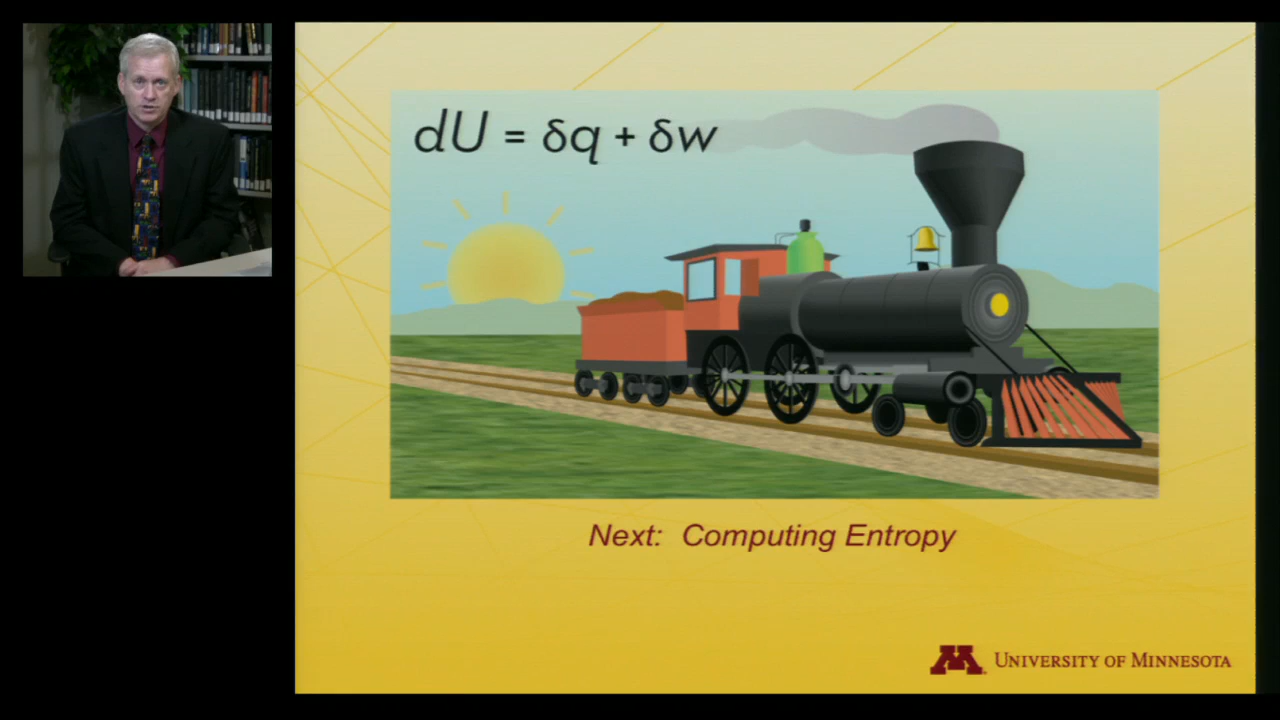 dU = δq + δw
Next: Computing Entropy
M
UNIVERSITY OF MINNESOTA